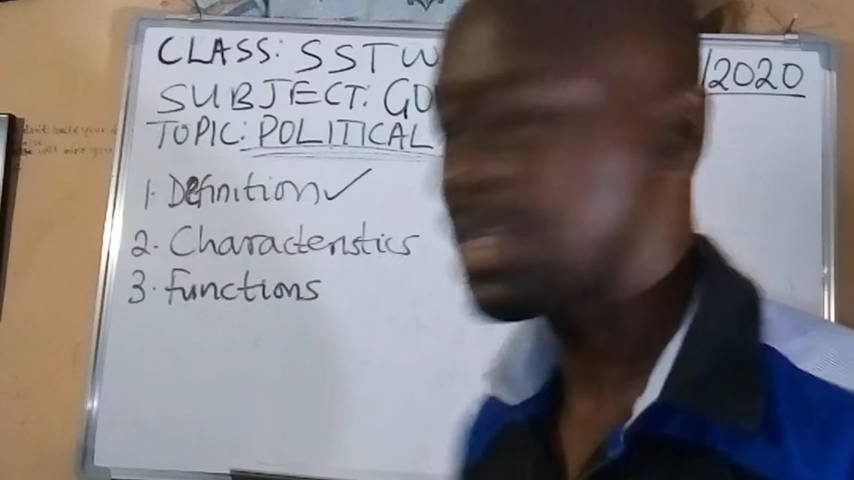 CLASS: SSTW /2020
SUBJECT: GO
TOPIC: POLITICAL
1. Definition ✓
2. Characteristics
3. Functions